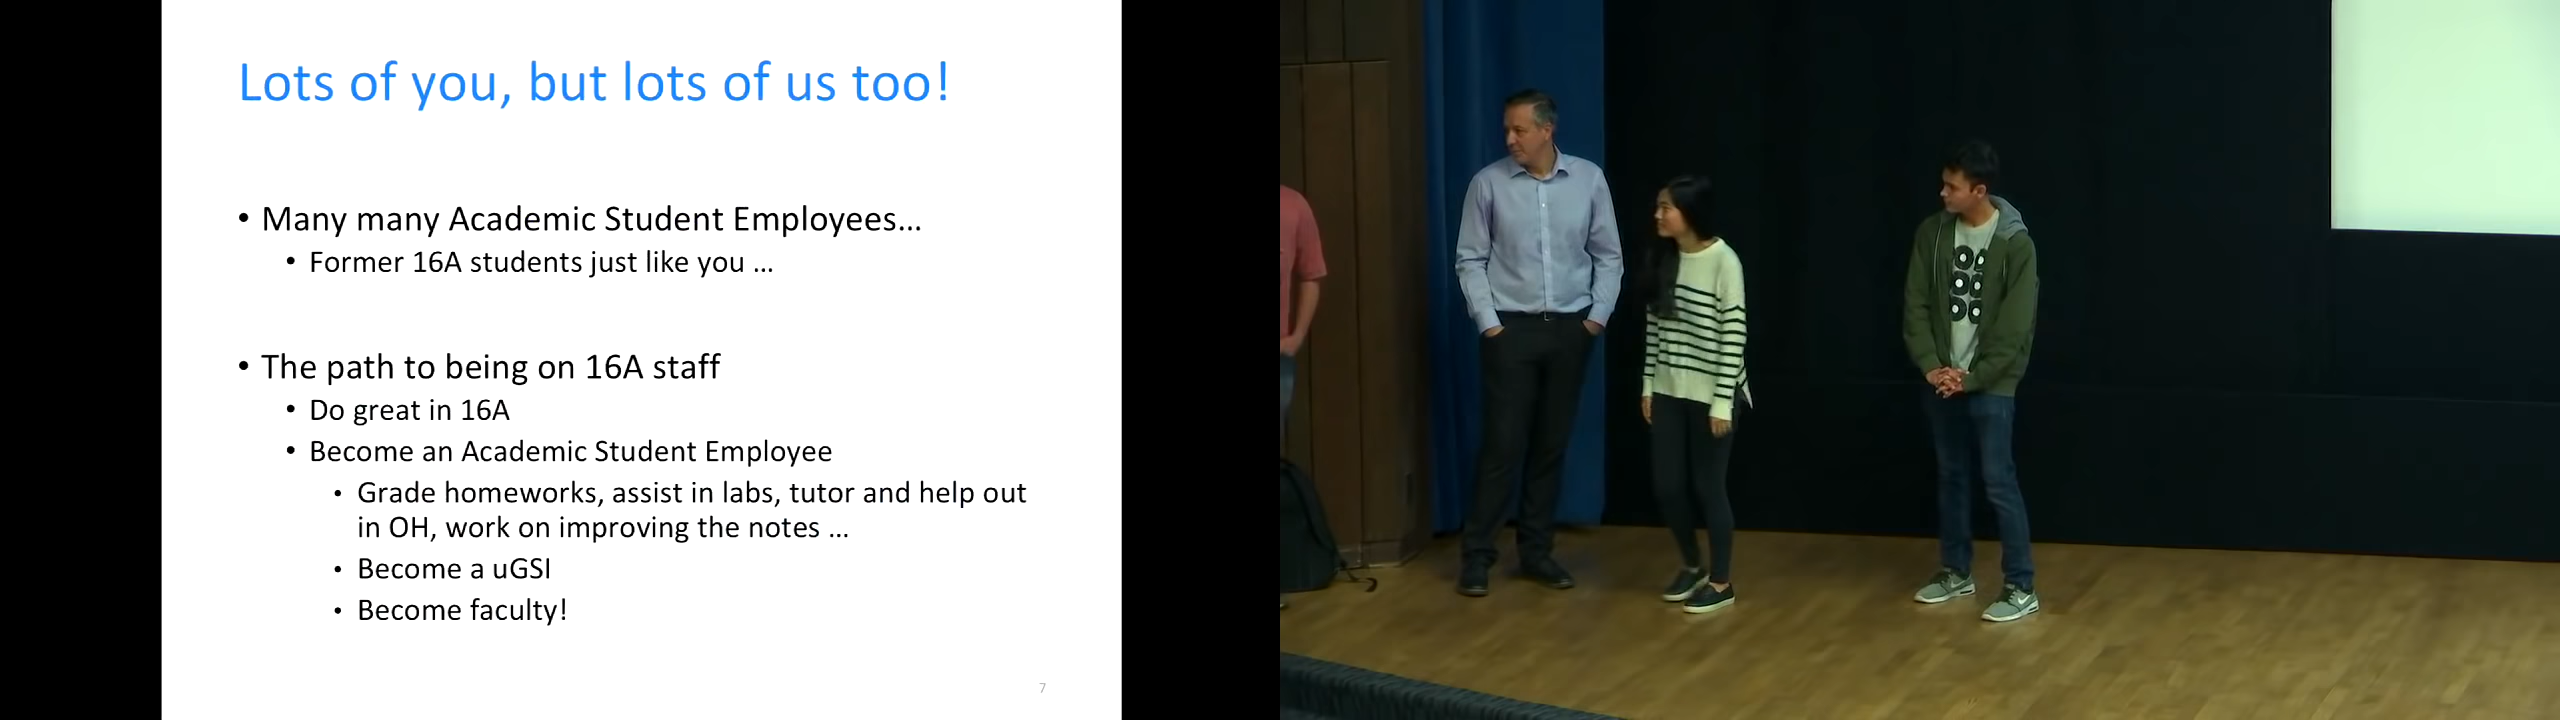 Lots of you, but lots of us too!
• Many many Academic Student Employees...
• Former 16A students just like you ...
• The path to being on 16A staff
• Do great in 16A
• Become an Academic Student Employee
• Grade homeworks, assist in labs, tutor and help out
in OH, work on improving the notes ...
• Become a uGSI
• Become faculty!
7